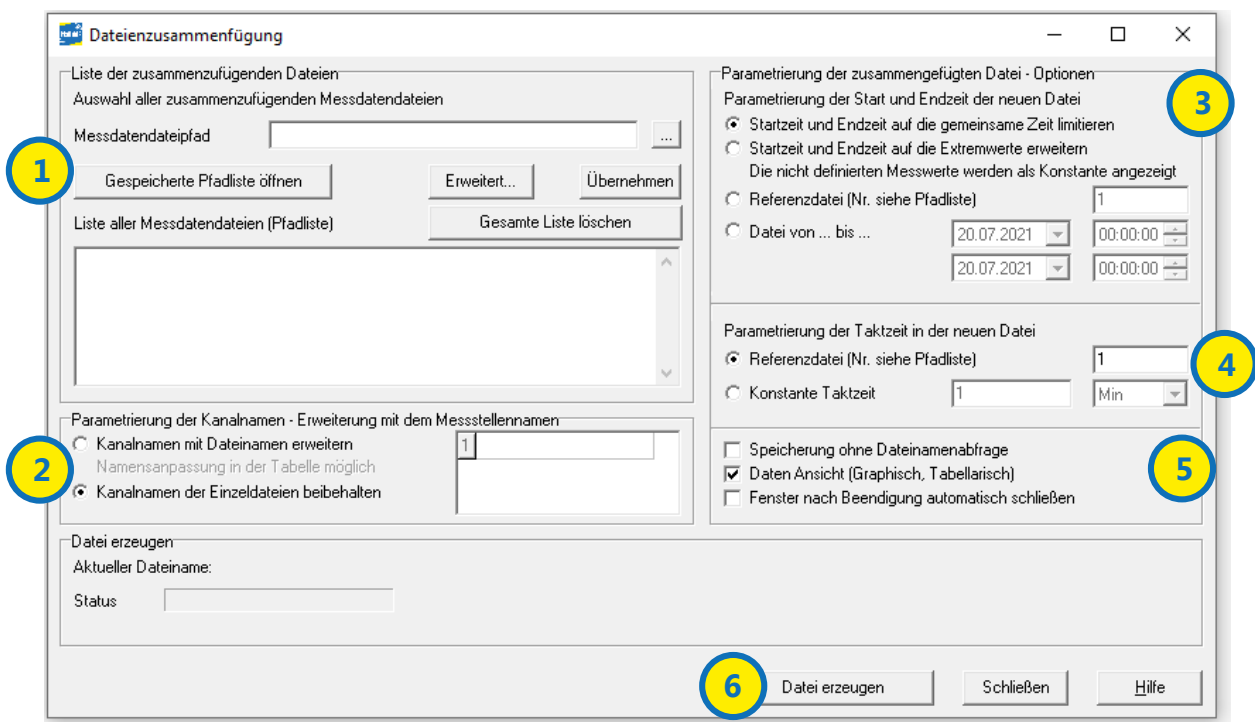 Dateienzusammenfügung
Liste der zusammenzufügenden Dateien
Auswahl aller zusammenzufügenden Messdatendateien
Messdatendateipfad
...
1
Gespeicherte Pfadliste öffnen
Erweitert...
Übernehmen
Liste aller Messdatendateien (Pfadliste)
Gesamte Liste löschen
Parametrierung der Kanalnamen - Erweiterung mit dem Messstellennamen
2
Kanalnamen mit Dateinamen erweitern
1
Namensanpassung in der Tabelle möglich
Kanalnamen der Einzeldateien beibehalten
Parametrierung der zusammengefügten Datei - Optionen
3
Parametrierung der Start und Endzeit der neuen Datei
Startzeit und Endzeit auf die gemeinsame Zeit limitieren
Startzeit und Endzeit auf die Extremwerte erweitern
Die nicht definierten Messwerte werden als Konstante angezeigt
Referenzdatei (Nr. siehe Pfadliste) 1
Datei von ... bis ... 20.07.2021 00:00:00
20.07.2021 00:00:00
Parametrierung der Taktzeit in der neuen Datei
4
Referenzdatei (Nr. siehe Pfadliste) 1
Konstante Taktzeit 1 Min
5
Speicherung ohne Dateinamenabfrage
Daten Ansicht (Graphisch, Tabellarisch)
Fenster nach Beendigung automatisch schließen
Datei erzeugen
Aktueller Dateiname:
Status
6
Datei erzeugen
Schließen
Hilfe